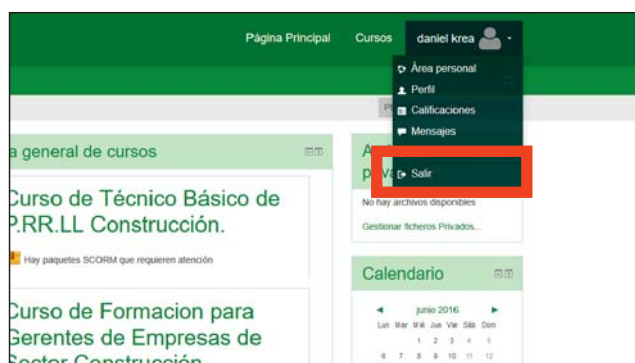 Página Principal
Cursos
daniel krea
Área personal
Perfil
Calificaciones
Mensajes
Salir
a general de cursos
Curso de Técnico Básico de
P.RR.LL Construcción.
Hay paquetes SCORM que requieren atención
Curso de Formacion para
Gerentes de Empresas de
Sector Construcción
No hay archivos disponibles
Gestionar ficheros Privados...
Calendario
◄ junio 2016 ►
Lun Mar Mié Jue Vie Sáb Dom
1 2 3 4 5
6 7 8 9 10 11 12